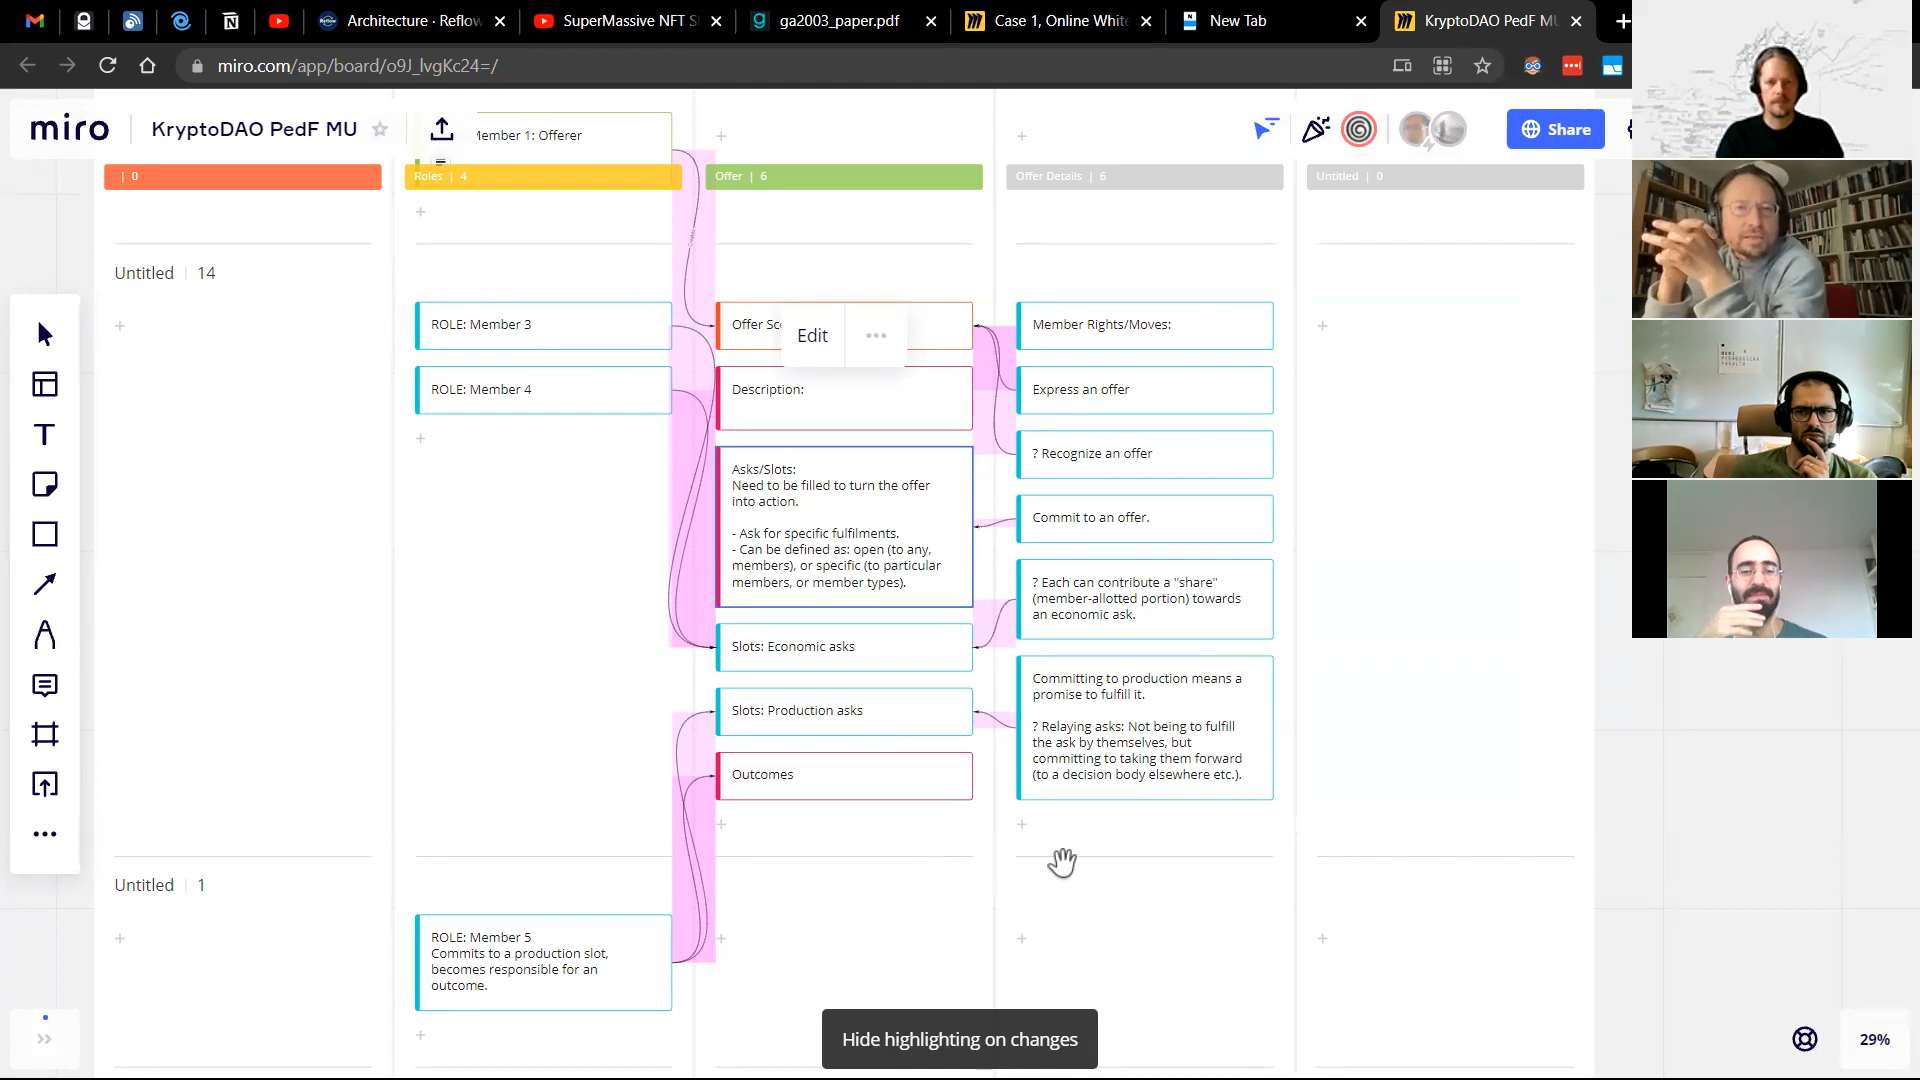 Architecture · Reflow
SuperMassive NFT S
ga2003_paper.pdf
Case 1, Online White
New Tab
KryptoDAO PedF MU
miro.com/app/board/o9J_lvgKc24=/
miro
KryptoDAO PedF MU
Member 1: Offerer
Share
| 0
Roles | 4
Offer | 6
Offer Details | 6
Untitled | 0
Untitled | 14
ROLE: Member 3
ROLE: Member 4
Offer Sc
Edit
Description:
Asks/Slots:
Need to be filled to turn the offer
into action.
- Ask for specific fulfilments.
- Can be defined as: open (to any,
members), or specific (to particular
members, or member types).
Slots: Economic asks
Slots: Production asks
Outcomes
Member Rights/Moves:
Express an offer
? Recognize an offer
Commit to an offer.
? Each can contribute a "share"
(member-allotted portion) towards
an economic ask.
Committing to production means a
promise to fulfill it.
? Relaying asks: Not being to fulfill
the ask by themselves, but
committing to taking them forward
(to a decision body elsewhere etc.).
Untitled | 1
ROLE: Member 5
Commits to a production slot,
becomes responsible for an
outcome.
Hide highlighting on changes
29%